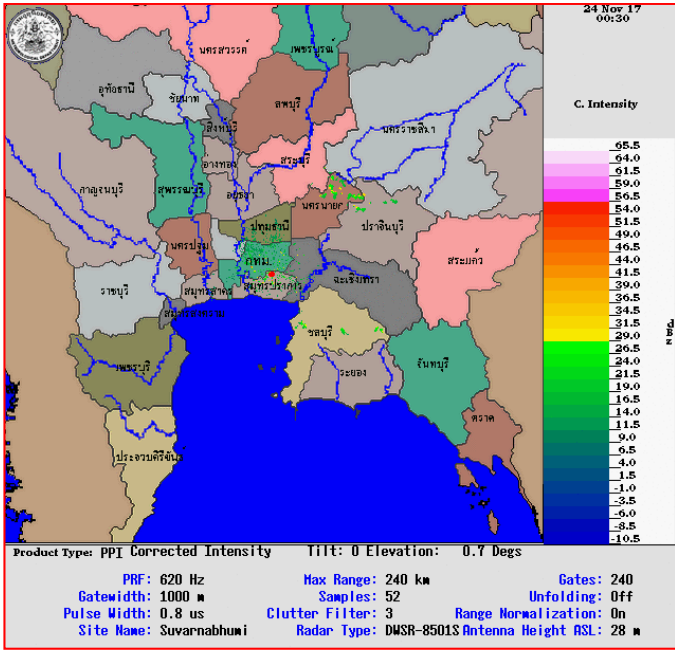 24 Nov 17
00:30
C. Intensity
นครสวรรค์
เพชรบูรณ์
อุทัยธานี
ชัยนาท
ลพบุรี
สิงห์บุรี
นครราชสีมา
อ่างทอง
สระบุรี
กาญจนบุรี
สุพรรณบุรี
อยุธยา
นครนายก
ปทุมธานี
ปราจีนบุรี
นครปฐม
กทม.
สระแก้ว
ราชบุรี
สมุทรสาคร
สมุทรปราการ
ฉะเชิงเทรา
สมุทรสงคราม
ชลบุรี
เพชรบุรี
ระยอง
จันทบุรี
ตราด
ประจวบคีรีขันธ์
65.5
64.0
61.5
59.0
56.5
54.0
51.5
49.0
46.5
44.0
41.5
39.0
36.5
34.0
31.5
29.0
26.5
24.0
21.5
19.0
16.5
14.0
11.5
9.0
6.5
4.0
1.5
-1.0
-3.5
-6.0
-8.5
-10.5
Product Type: PPI Corrected Intensity Tilt: 0 Elevation: 0.7 Degs
PRF: 620 Hz Max Range: 240 km Gates: 240
Gatewidth: 1000 m Samples: 52 Unfolding: Off
Pulse Width: 0.8 us Clutter Filter: 3 Range Normalization: On
Site Name: Suvarnabhumi Radar Type: DWSR-8501S Antenna Height ASL: 28 m